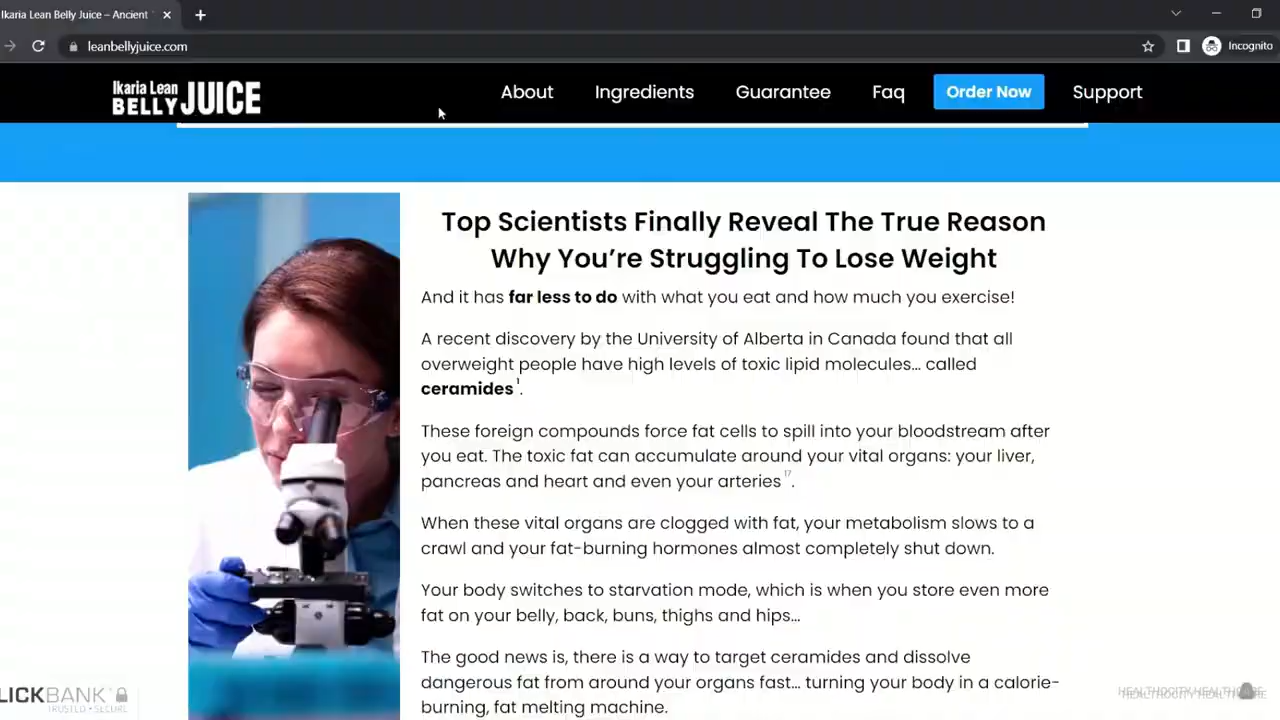 Ikaria Lean Belly Juice – Ancient
leanbellyjuice.com
Incognito
Ikaria Lean
BELLY JUICE
About
Ingredients
Guarantee
Faq
Order Now
Support
Top Scientists Finally Reveal The True Reason
Why You're Struggling To Lose Weight
And it has far less to do with what you eat and how much you exercise!
A recent discovery by the University of Alberta in Canada found that all
overweight people have high levels of toxic lipid molecules... called
ceramides 1.
These foreign compounds force fat cells to spill into your bloodstream after
you eat. The toxic fat can accumulate around your vital organs: your liver,
pancreas and heart and even your arteries 17.
When these vital organs are clogged with fat, your metabolism slows to a
crawl and your fat-burning hormones almost completely shut down.
Your body switches to starvation mode, which is when you store even more
fat on your belly, back, buns, thighs and hips...
The good news is, there is a way to target ceramides and dissolve
dangerous fat from around your organs fast... turning your body in a calorie-
burning, fat melting machine.
LICKBANK
TRUSTED • SECURE